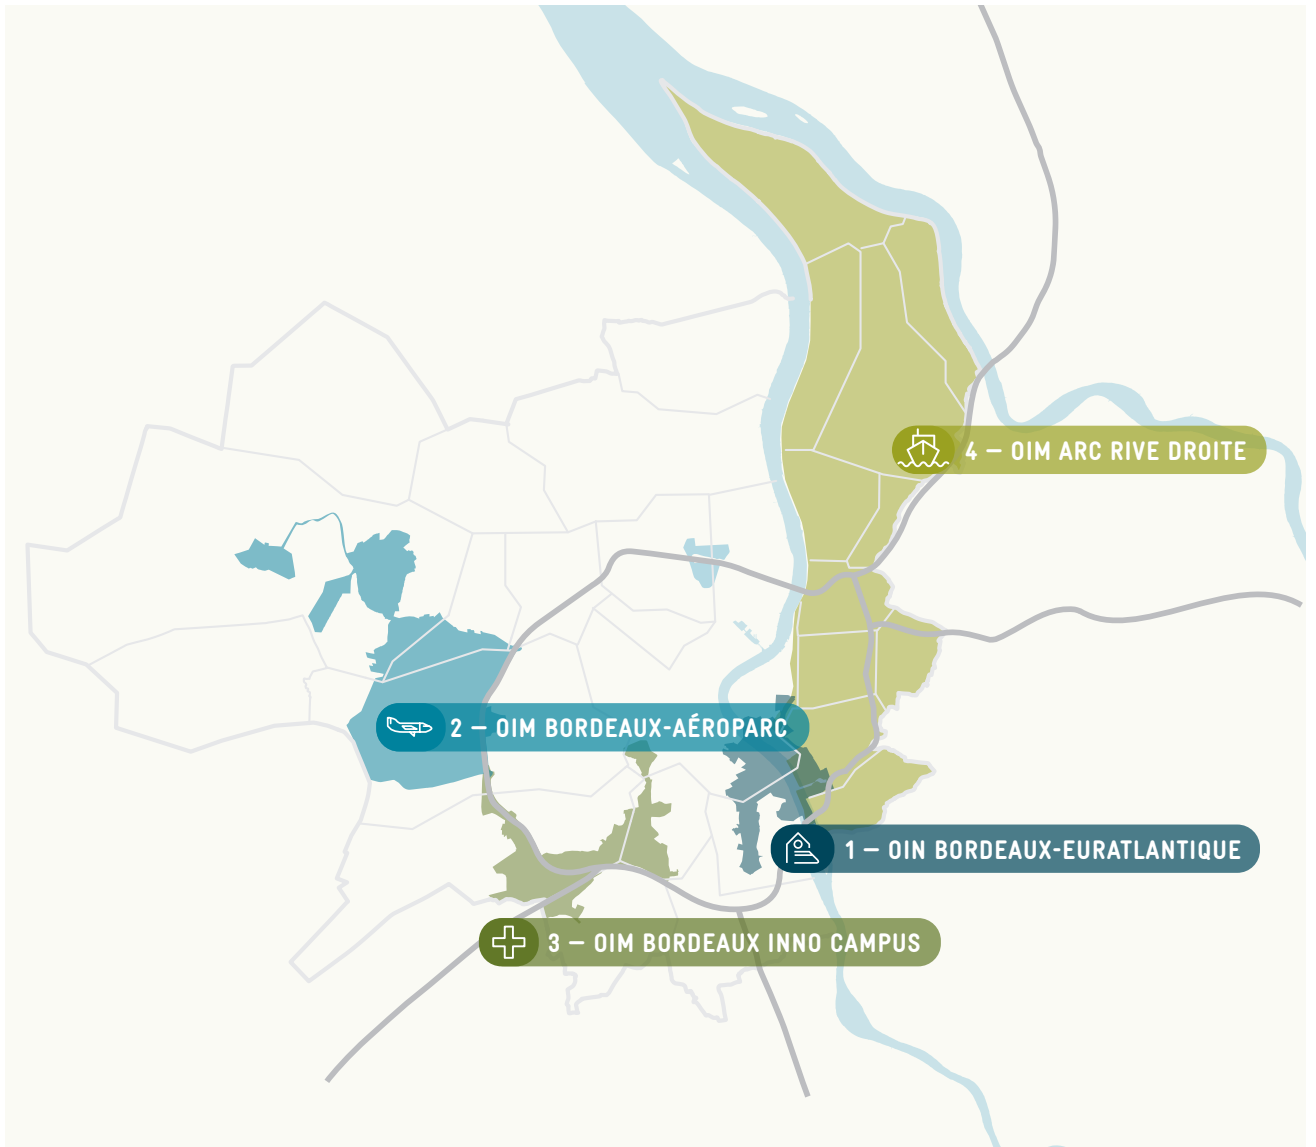 4 – OIM ARC RIVE DROITE
2 – OIM BORDEAUX-AÉROPARC
1 – OIN BORDEAUX-EURATLANTIQUE
3 – OIM BORDEAUX INNO CAMPUS